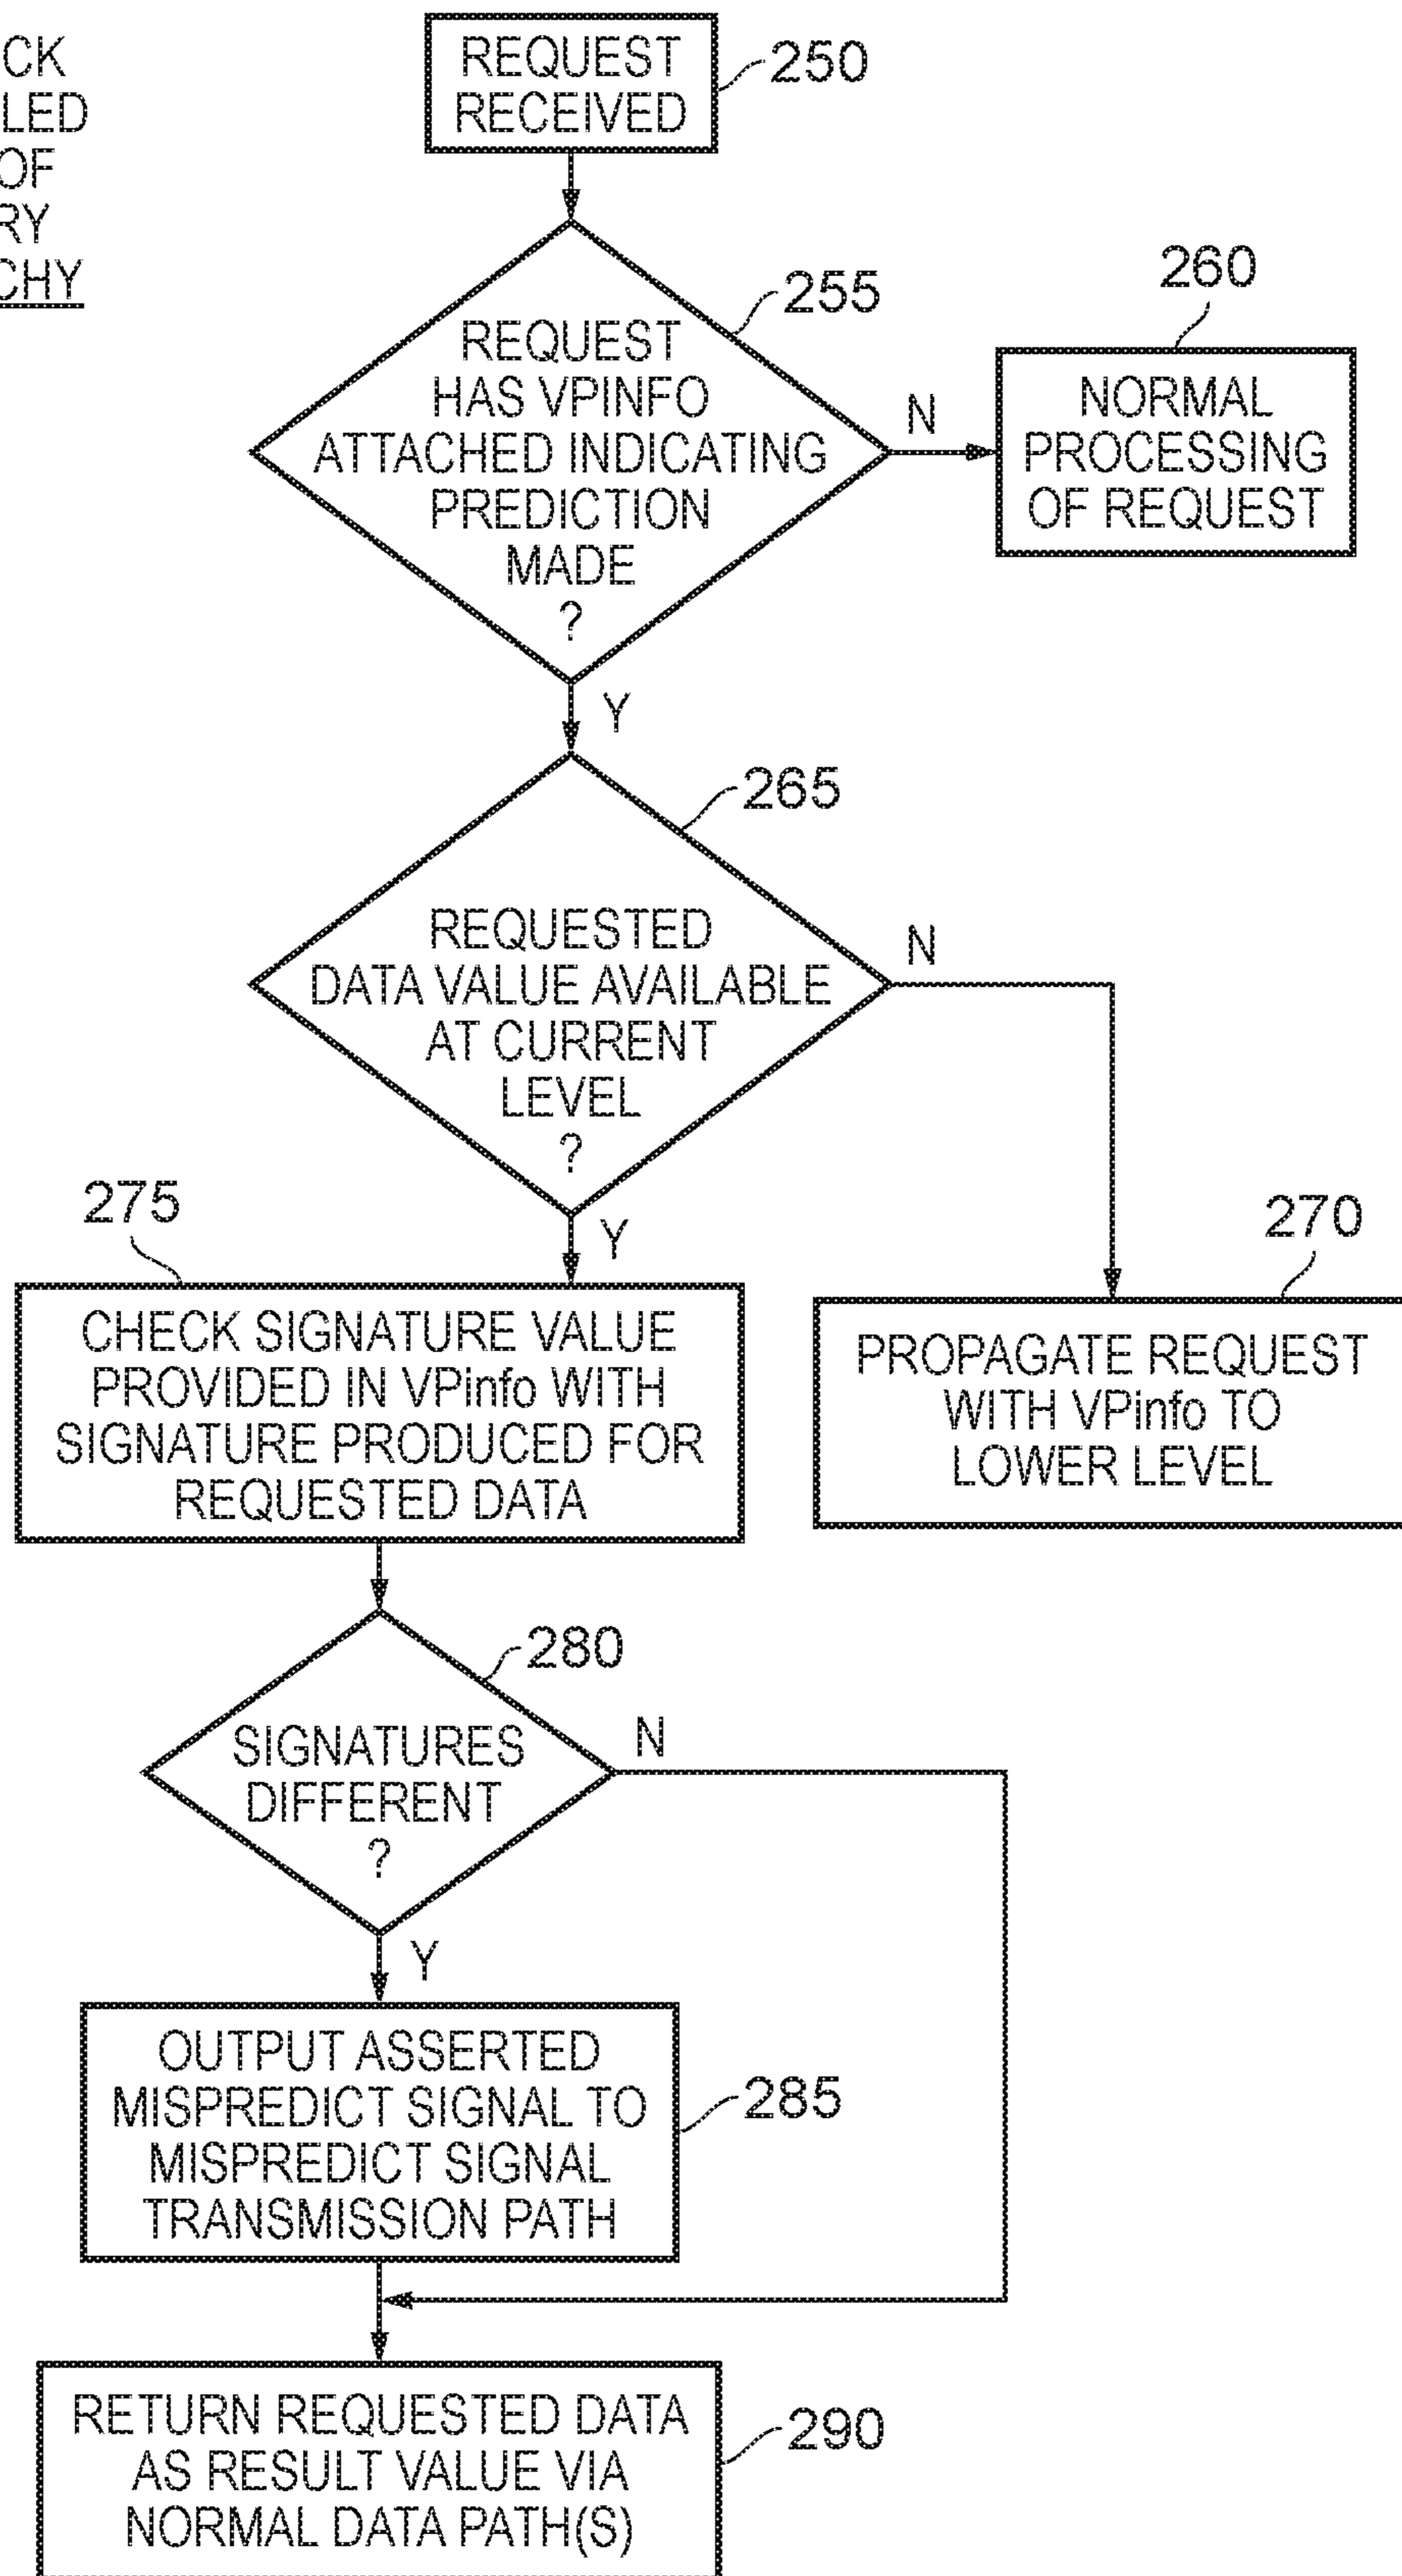 CK
LED
OF
RY
CHY
REQUEST
RECEIVED
250
255
REQUEST
HAS VPINFO
ATTACHED INDICATING
PREDICTION
MADE
?
N
260
NORMAL
PROCESSING
OF REQUEST
Y
265
REQUESTED
DATA VALUE AVAILABLE
AT CURRENT
LEVEL
?
N
Y
275
CHECK SIGNATURE VALUE
PROVIDED IN VPinfo WITH
SIGNATURE PRODUCED FOR
REQUESTED DATA
270
PROPAGATE REQUEST
WITH VPinfo TO
LOWER LEVEL
280
SIGNATURES
DIFFERENT
?
N
Y
OUTPUT ASSERTED
MISPREDICT SIGNAL TO
MISPREDICT SIGNAL
TRANSMISSION PATH
285
RETURN REQUESTED DATA
AS RESULT VALUE VIA
NORMAL DATA PATH(S)
290